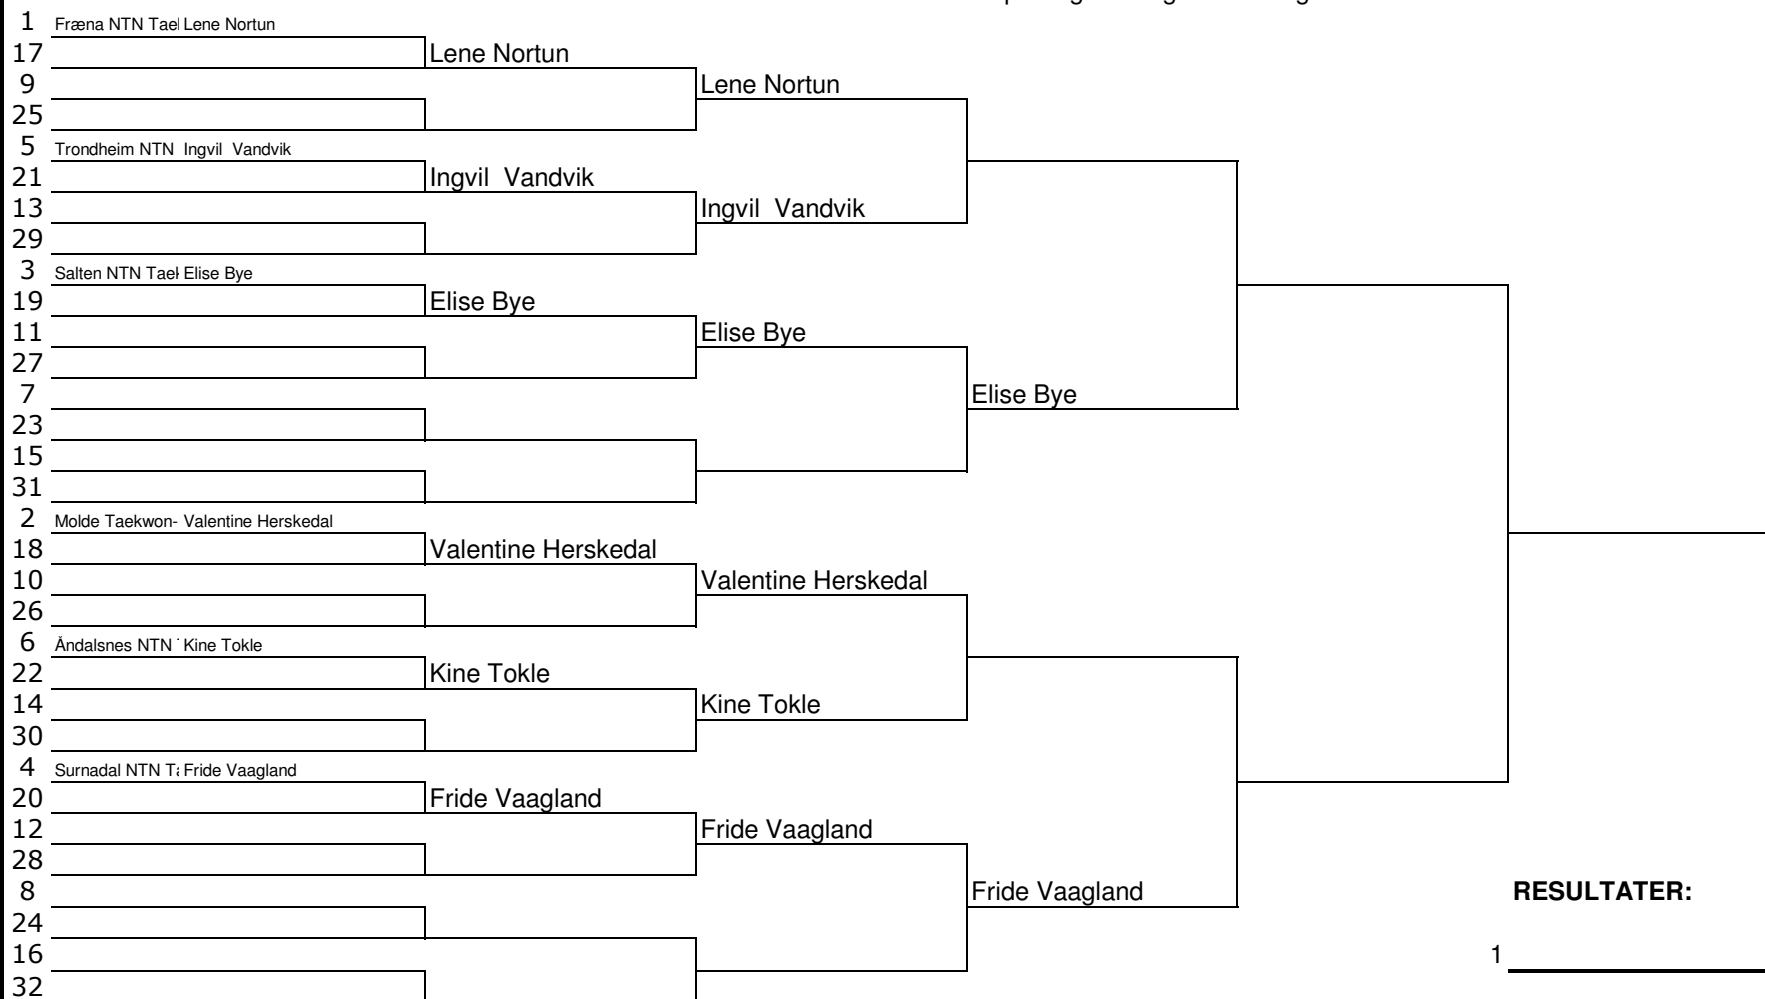 1 Fræna NTN Tael Lene Nortun
17 Lene Nortun
9 Lene Nortun
25
5 Trondheim NTN Ingvil Vandvik
21 Ingvil Vandvik
13 Ingvil Vandvik
29
3 Salten NTN Tael Elise Bye
19 Elise Bye
11 Elise Bye
27
7 Elise Bye
23
15
31
2 Molde Taekwon- Valentine Herskedal
18 Valentine Herskedal
10 Valentine Herskedal
26
6 Åndalsnes NTN Kine Tokle
22 Kine Tokle
14 Kine Tokle
30
4 Surnadal NTN Ta Fride Vaagland
20 Fride Vaagland
12 Fride Vaagland
28
8 Fride Vaagland RESULTATER:
24
16 1
32